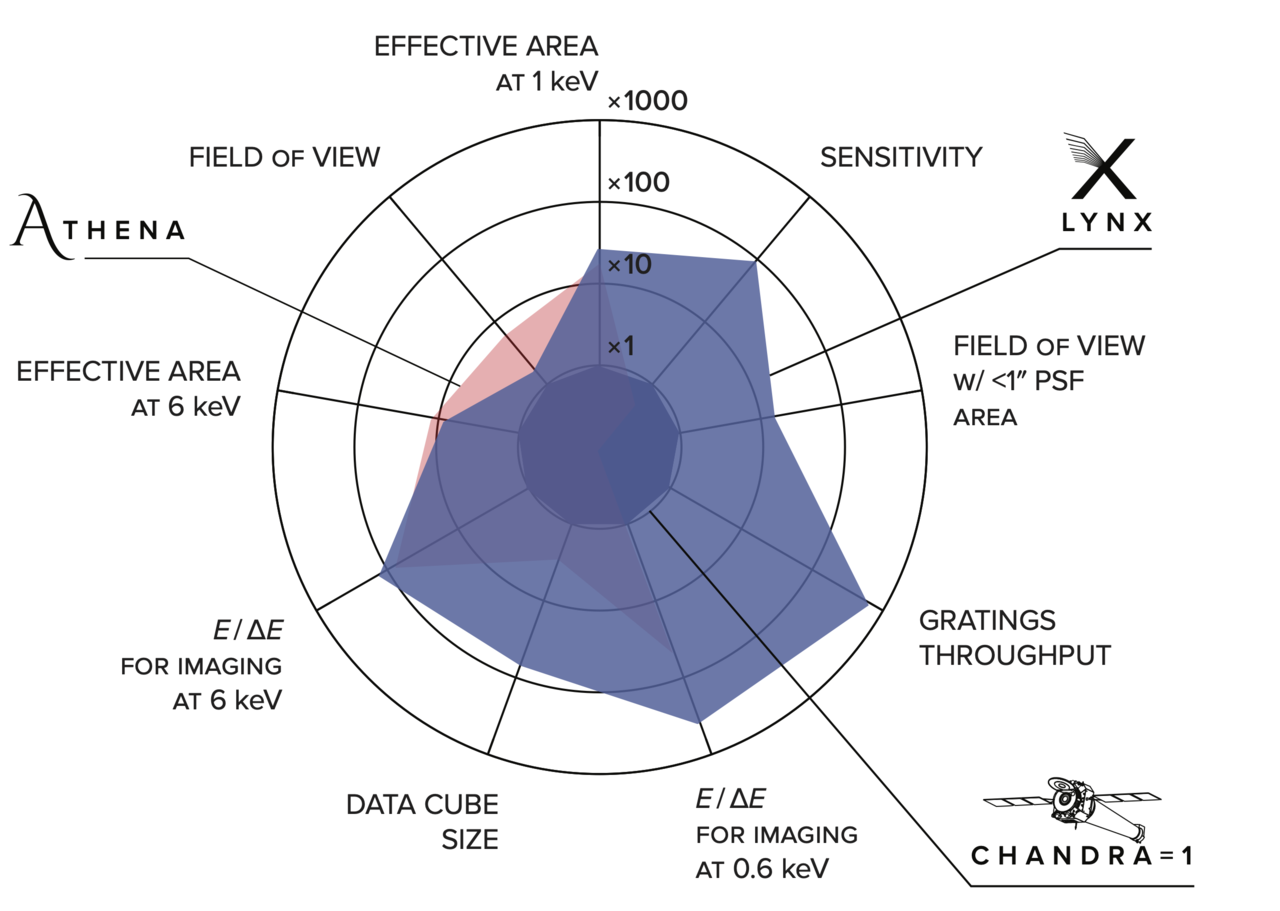 EFFECTIVE AREA
AT 1 keV
×1000
FIELD OF VIEW
SENSITIVITY
×100
LYNX
ATHENA
×10
×1
FIELD OF VIEW
W/ <1″ PSF
AREA
EFFECTIVE AREA
AT 6 keV
GRATINGS
THROUGHPUT
E / ΔE
FOR IMAGING
AT 6 keV
DATA CUBE
SIZE
E / ΔE
FOR IMAGING
AT 0.6 keV
CHANDRA = 1